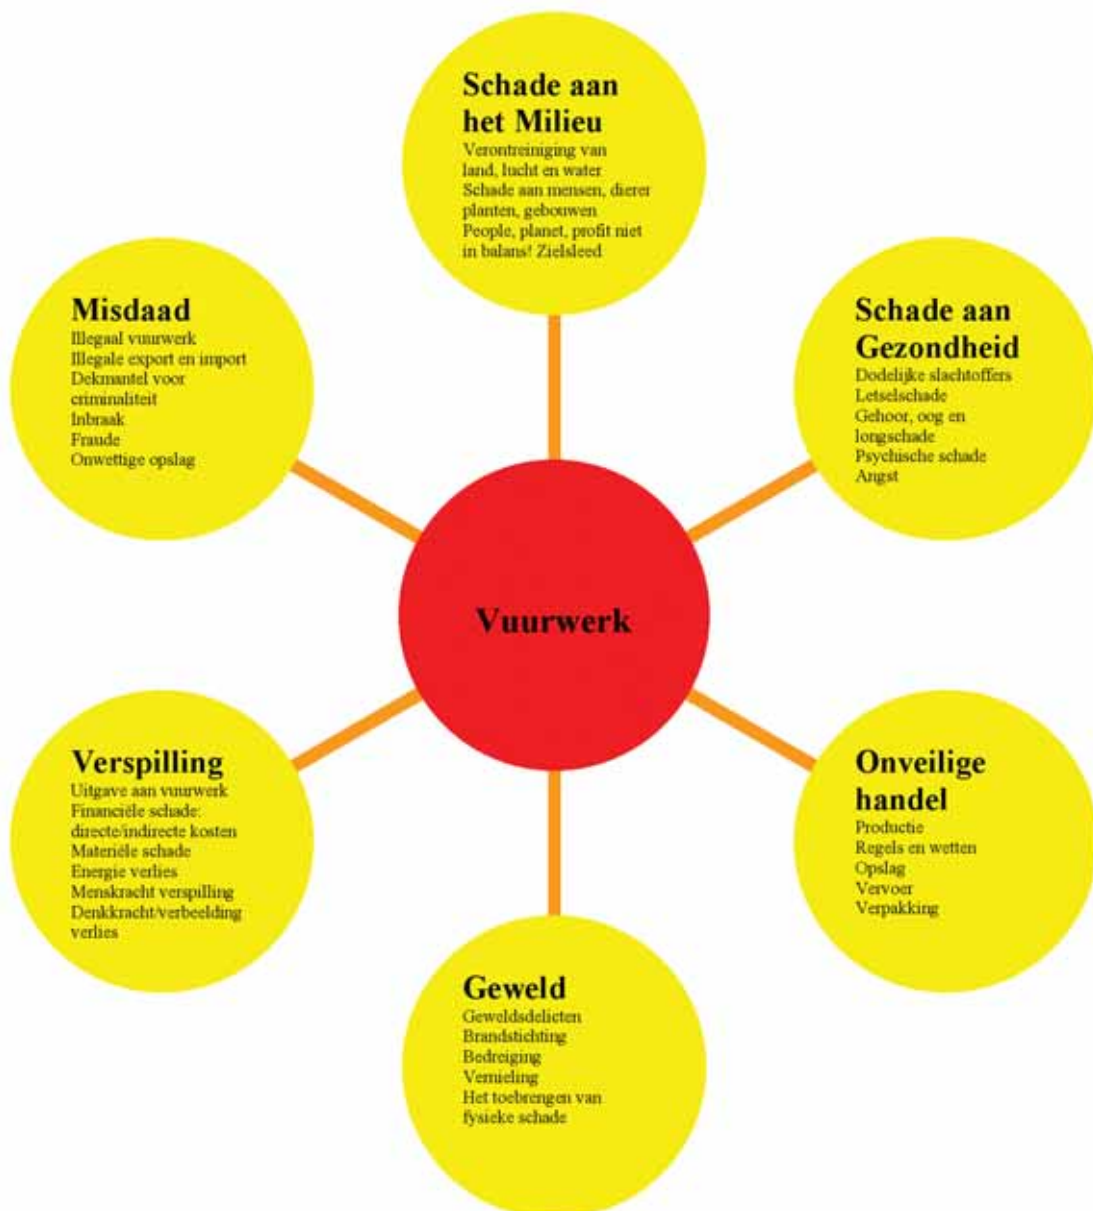 Schade aan
het Milieu
Verontreiniging van
land, lucht en water
Schade aan mensen, dierer
planten, gebouwen
People, planet, profit niet
in balans! Zielsleed
Misdaad
Illegaal vuurwerk
Illegale export en import
Dekmantel voor
criminaliteit
Inbraak
Fraude
Onwettige opslag
Schade aan
Gezondheid
Dodelijke slachtoffers
Letselschade
Gehoor, oog en
longschade
Psychische schade
Angst
Vuurwerk
Verspilling
Uitgave aan vuurwerk
Financiële schade:
directe/indirecte kosten
Materiële schade
Energie verlies
Menskracht verspilling
Denkkracht/verbeelding
verlies
Onveilige
handel
Productie
Regels en wetten
Opslag
Vervoer
Verpakking
Geweld
Geweldsdelicten
Brandstichting
Bedreiging
Vernieling
Het toebrengen van
fysieke schade